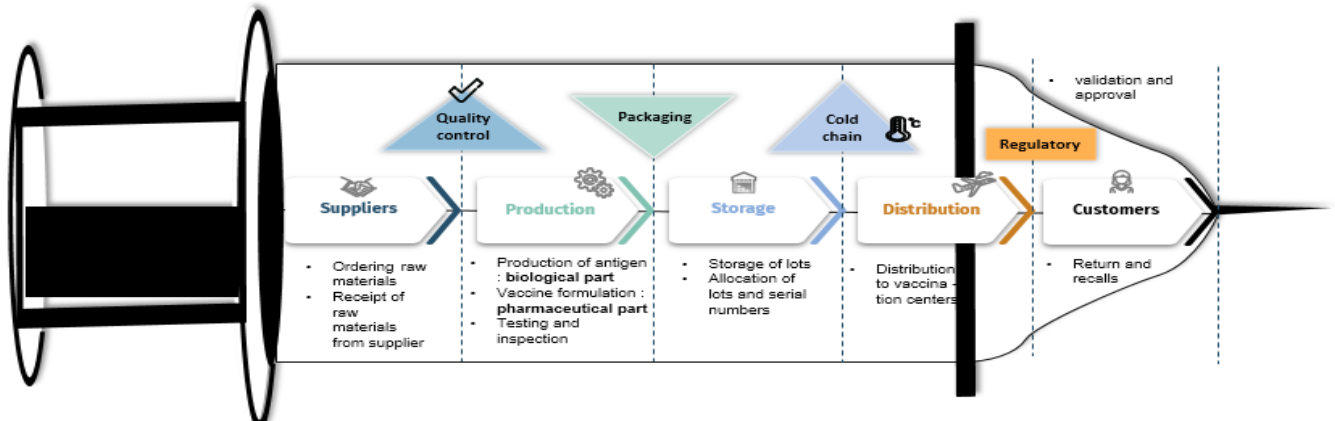 validation and
approval
Quality
control
Packaging
Cold
chain
°C
Regulatory
Suppliers
Production
Storage
Distribution
Customers
• Ordering raw
materials
• Receipt of
raw
materials
from supplier
• Production of antigen
: biological part
• Vaccine formulation :
pharmaceutical part
• Testing and
inspection
• Storage of lots
• Allocation of
lots and serial
numbers
• Distribution
to vaccina -
tion centers
• Return and
recalls